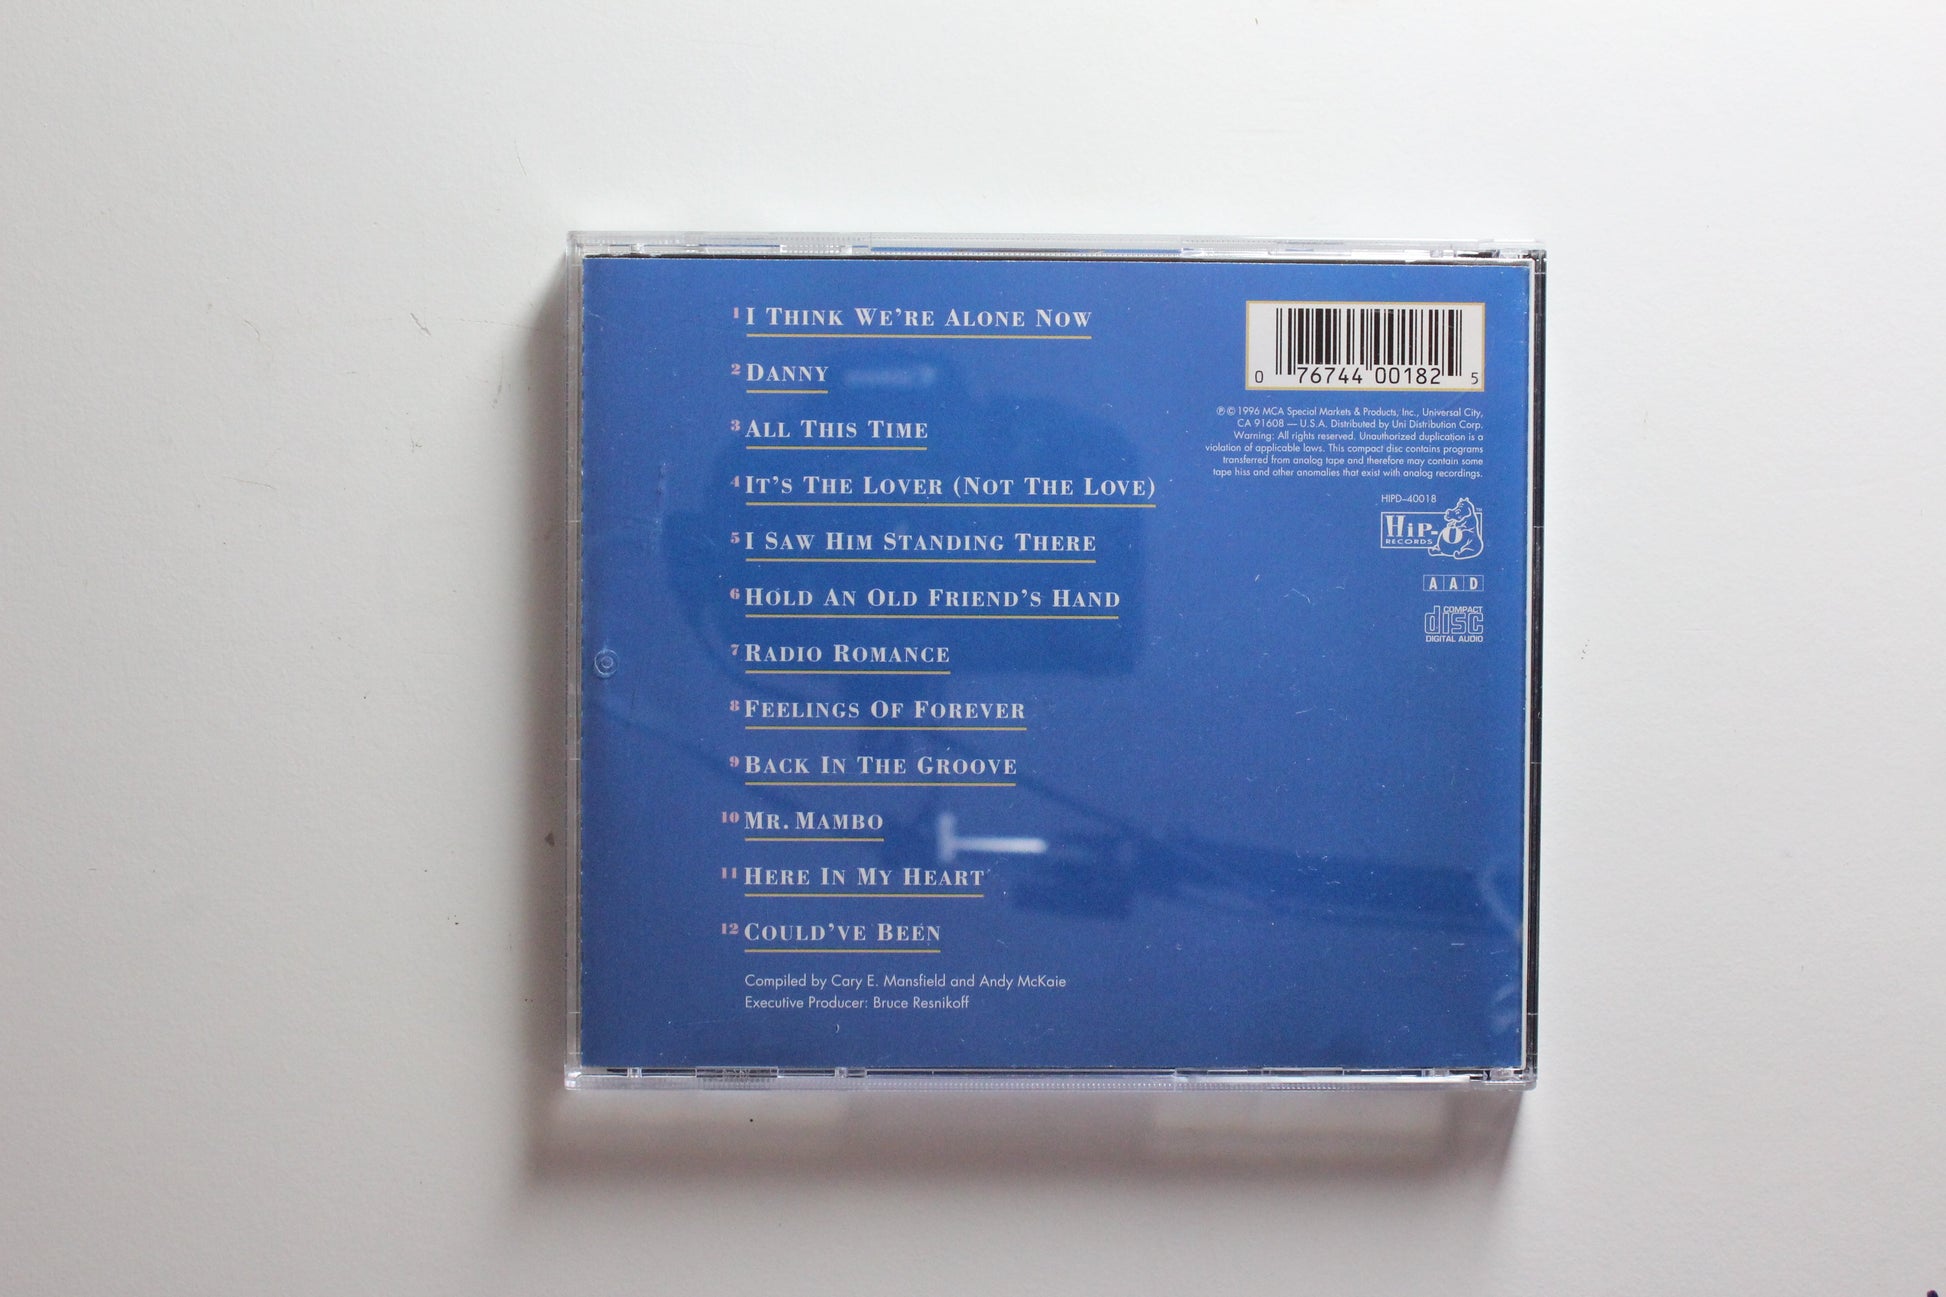 1 I Think We're Alone Now
2 Danny
3 All This Time
4 It's The Lover (Not The Love)
5 I Saw Him Standing There
6 Hold An Old Friend's Hand
7 Radio Romance
8 Feelings Of Forever
9 Back In The Groove
10 Mr. Mambo
11 Here In My Heart
12 Could've Been
Compiled by Cary E. Mansfield and Andy McKaie
Executive Producer: Bruce Resnikoff
0 76744 00182 5
℗© 1996 MCA Special Markets & Products, Inc., Universal City,
CA 91608 — U.S.A. Distributed by Uni Distribution Corp.
Warning: All rights reserved. Unauthorized duplication is a
violation of applicable laws. This compact disc contains programs
transferred from analog tape and therefore may contain some
tape hiss and other anomalies that exist with analog recordings.
HIPD-40018
HiP-O
RECORDS
AAD
COMPACT
disc
DIGITAL AUDIO